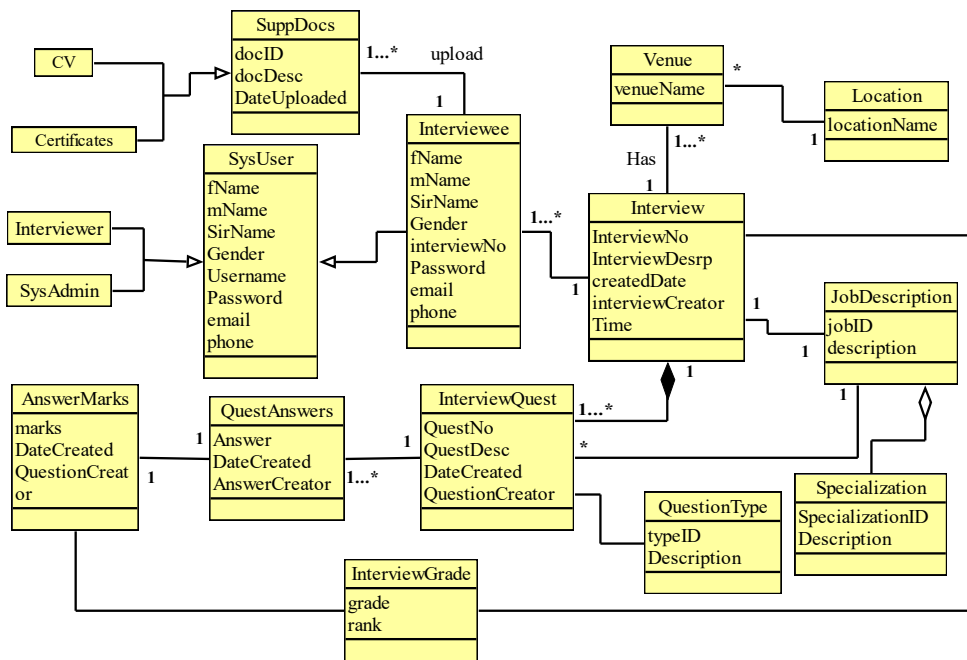 SuppDocs
docID
docDesc
DateUploaded
CV
Certificates
1...*
upload
1
Venue
venueName
*
1...*
Has
1
Location
locationName
1
Interviewee
fName
mName
SirName
Gender
interviewNo
Password
email
phone
SysUser
fName
mName
SirName
Gender
Username
Password
email
phone
Interviewer
SysAdmin
1...*
1
Interview
InterviewNo
InterviewDesrp
createdDate
interviewCreator
Time
1
1
1
JobDescription
jobID
description
1
AnswerMarks
marks
DateCreated
QuestionCreat
or
1
1
QuestAnswers
Answer
DateCreated
AnswerCreator
1
1...*
InterviewQuest
QuestNo
QuestDesc
DateCreated
QuestionCreator
1...*
*
QuestionType
typeID
Description
Specialization
SpecializationID
Description
InterviewGrade
grade
rank